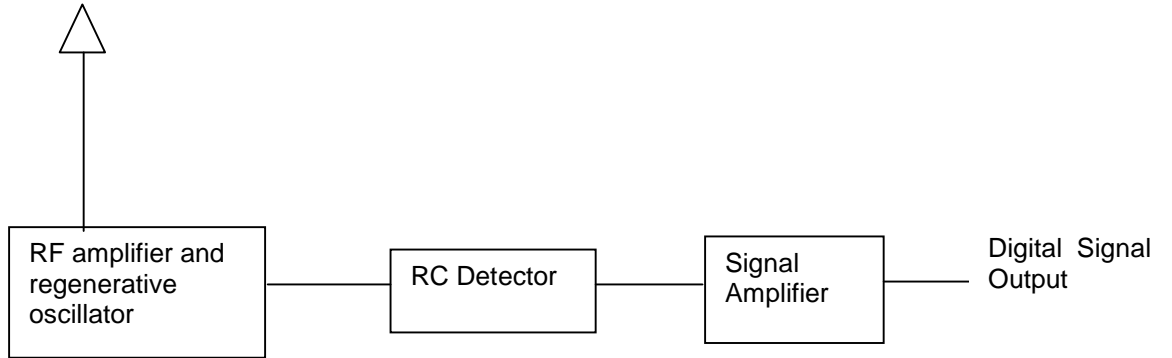 RF amplifier and
regenerative
oscillator
RC Detector
Signal
Amplifier
Digital Signal
Output